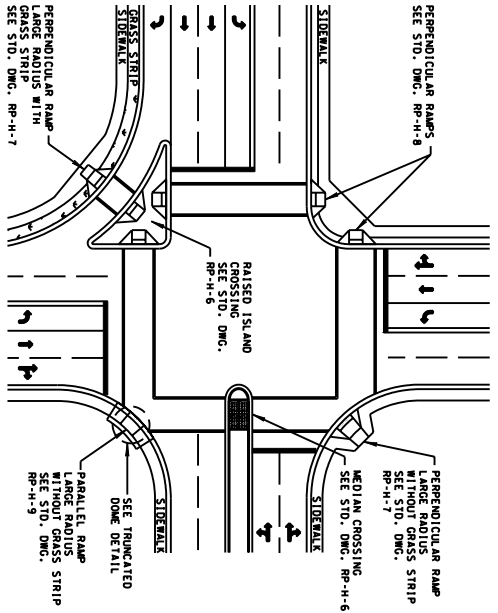 PERPENDICULAR RAMPS
SEE STD. DWG. RP-H-8
SIDEWALK
GRASS STRIP
SIDEWALK
PERPENDICULAR RAMP
LARGE RADIUS WITH
GRASS STRIP
SEE STD. DWG. RP-H-7
RAISED ISLAND
CROSSING
SEE STD. DWG.
RP-H-6
PERPENDICULAR RAMP
LARGE RADIUS
WITHOUT GRASS STRIP
SEE STD. DWG.
RP-H-7
MEDIAN CROSSING
SEE STD. DWG. RP-H-6
SIDEWALK
SIDEWALK
SEE TRUNCATED
DOME DETAIL
PARALLEL RAMP
LARGE RADIUS
WITHOUT GRASS STRIP
SEE STD. DWG.
RP-H-9